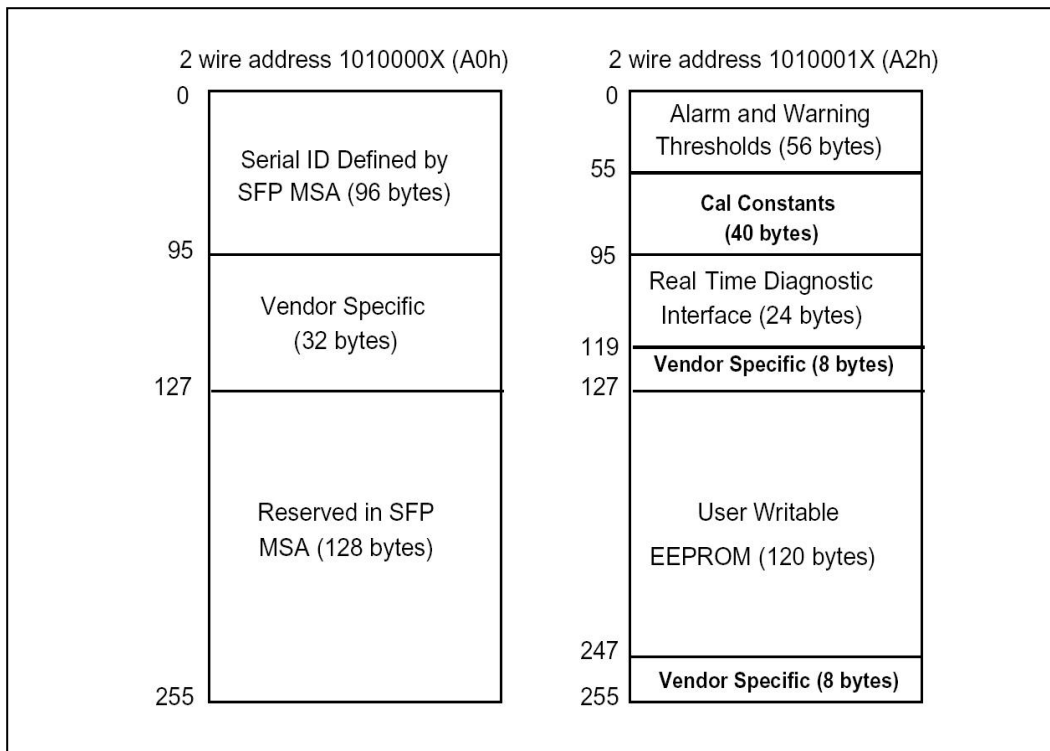 2 wire address 1010000X (A0h)
0
Serial ID Defined by
SFP MSA (96 bytes)
95
Vendor Specific
(32 bytes)
127
Reserved in SFP
MSA (128 bytes)
255
2 wire address 1010001X (A2h)
0
Alarm and Warning
Thresholds (56 bytes)
55
Cal Constants
(40 bytes)
95
Real Time Diagnostic
Interface (24 bytes)
119
Vendor Specific (8 bytes)
127
User Writable
EEPROM (120 bytes)
247
Vendor Specific (8 bytes)
255